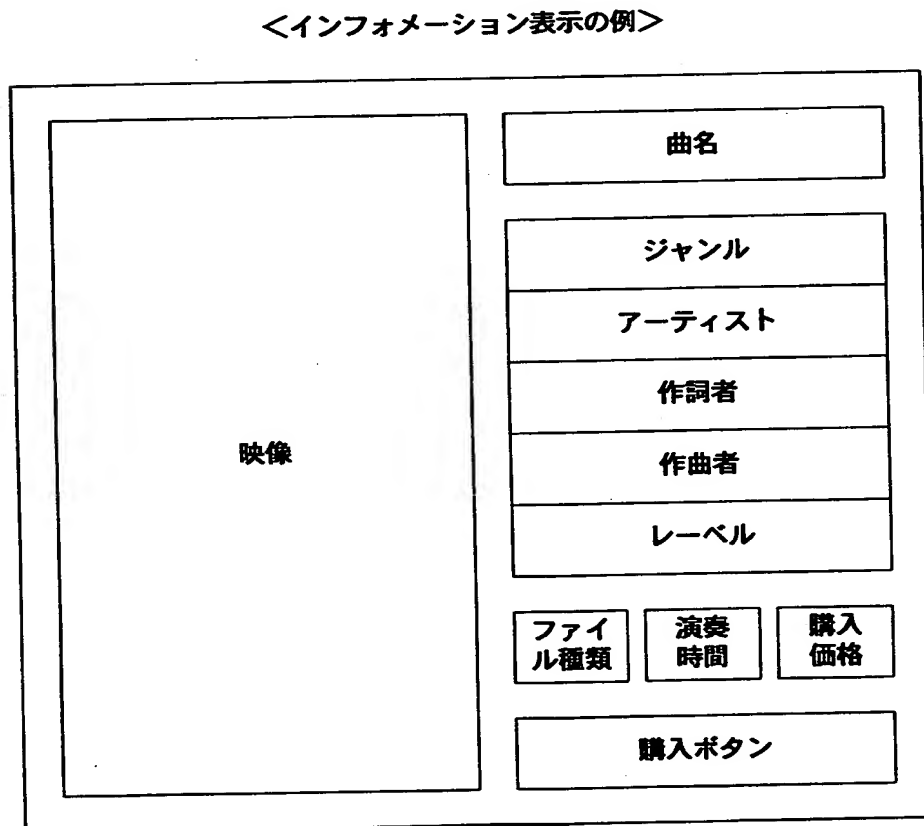 ＜インフォメーション表示の例＞
映像
曲名
ジャンル
アーティスト
作詞者
作曲者
レーベル
ファイ
ル種類
演奏
時間
購入
価格
購入ボタン